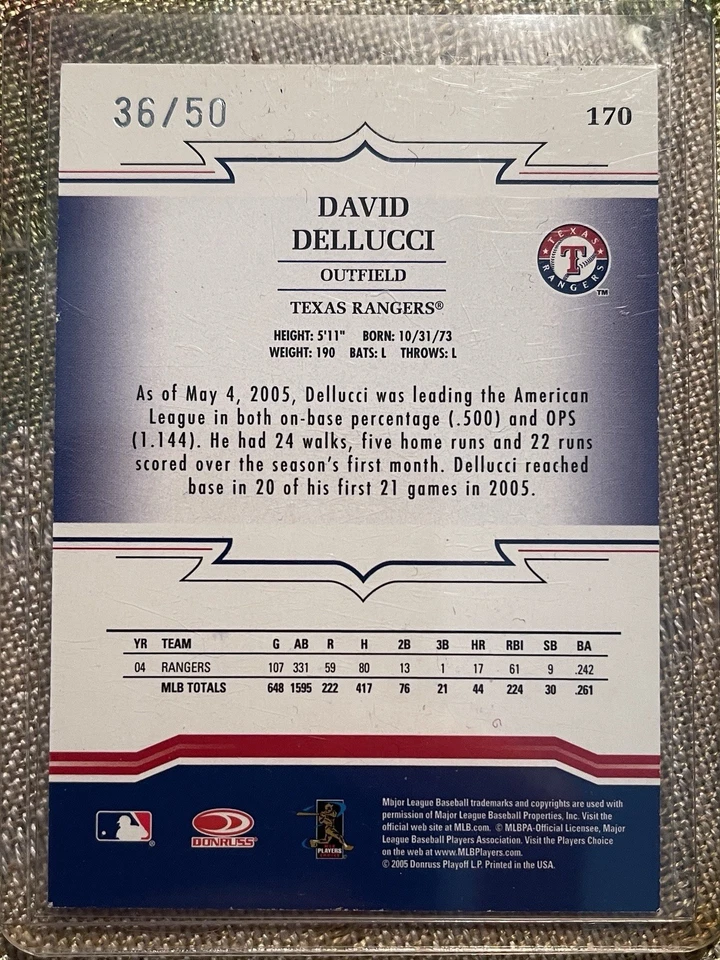 36/50
170
DAVID
DELLUCCI
OUTFIELD
TEXAS RANGERS®
TEXAS
T
RANGERS
TM
HEIGHT: 5'11" BORN: 10/31/73
WEIGHT: 190 BATS: L THROWS: L
As of May 4, 2005, Dellucci was leading the American
League in both on-base percentage (.500) and OPS
(1.144). He had 24 walks, five home runs and 22 runs
scored over the season's first month. Dellucci reached
base in 20 of his first 21 games in 2005.
YR TEAM G AB R H 2B 3B HR RBI SB BA
04 RANGERS 107 331 59 80 13 1 17 61 9 .242
MLB TOTALS 648 1595 222 417 76 21 44 224 30 .261
DONRUSS
PLAYERS
CHOICE
Major League Baseball trademarks and copyrights are used with
permission of Major League Baseball Properties, Inc. Visit the
official web site at MLB.com. © MLBPA-Official Licensee, Major
League Baseball Players Association. Visit the Players Choice
on the web at www.MLBPlayers.com.
© 2005 Donruss Playoff L.P. Printed in the USA.